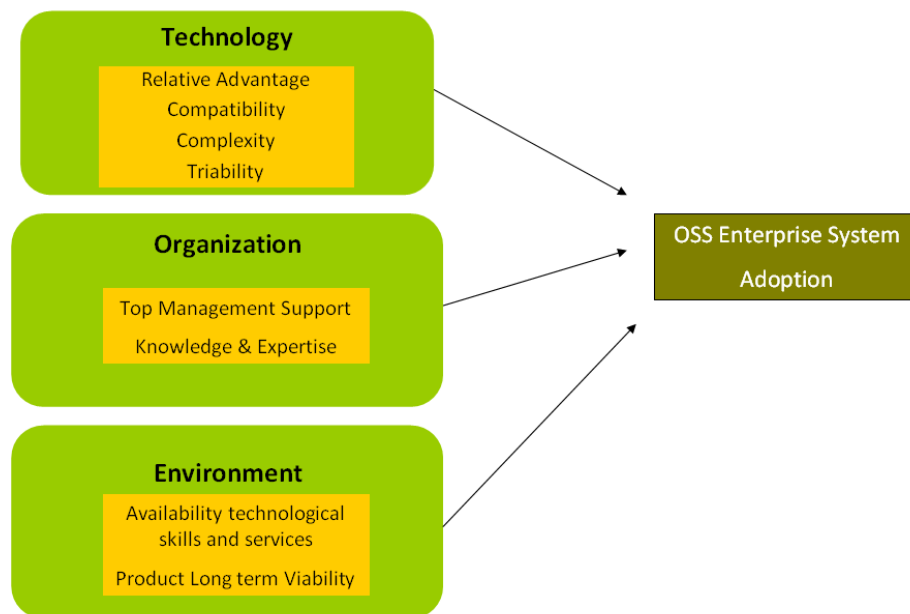 Technology
Relative Advantage
Compatibility
Complexity
Triability
Organization
Top Management Support
Knowledge & Expertise
Environment
Availability technological
skills and services
Product Long term Viability
OSS Enterprise System
Adoption